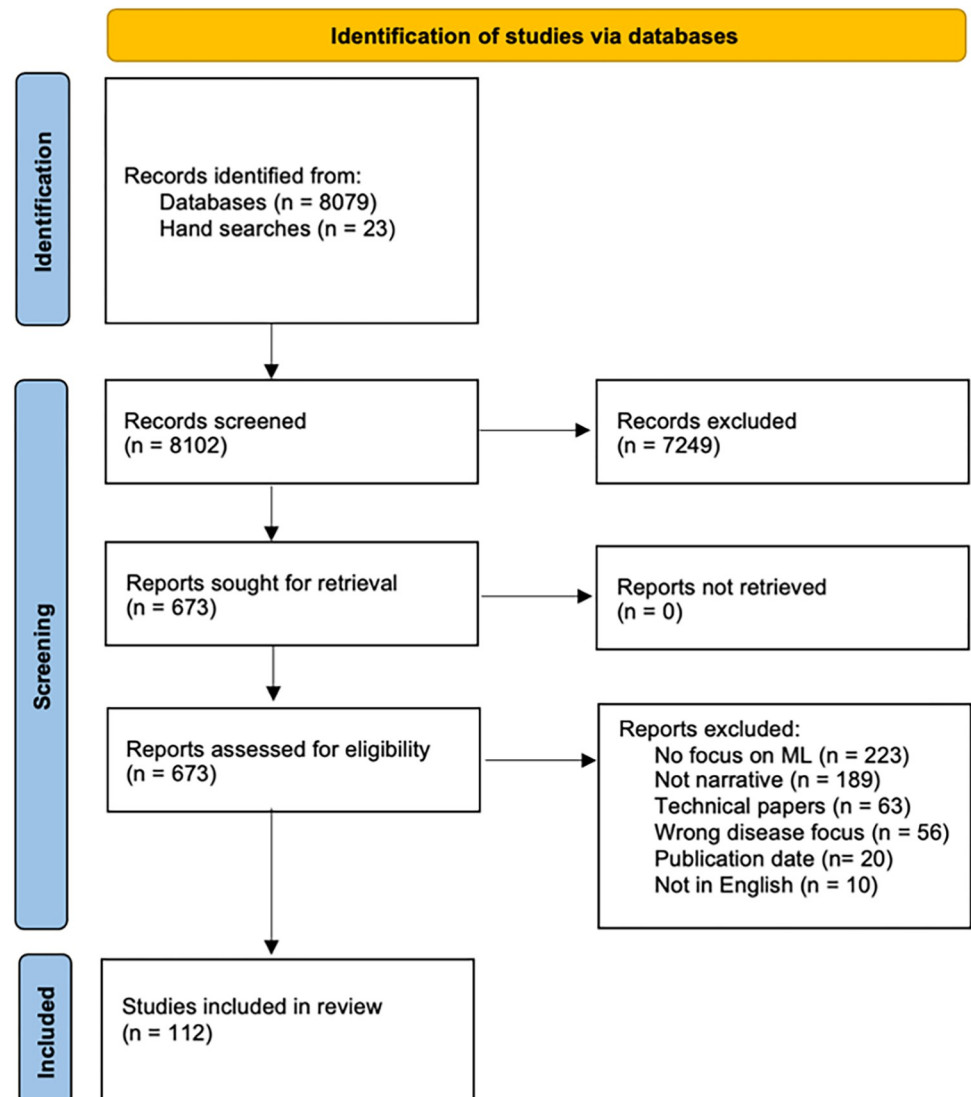 Identification of studies via databases
Identification
Records identified from:
Databases (n = 8079)
Hand searches (n = 23)
Screening
Records screened
(n = 8102)
Records excluded
(n = 7249)
Reports sought for retrieval
(n = 673)
Reports not retrieved
(n = 0)
Reports assessed for eligibility
(n = 673)
Reports excluded:
No focus on ML (n = 223)
Not narrative (n = 189)
Technical papers (n = 63)
Wrong disease focus (n = 56)
Publication date (n= 20)
Not in English (n = 10)
Included
Studies included in review
(n = 112)